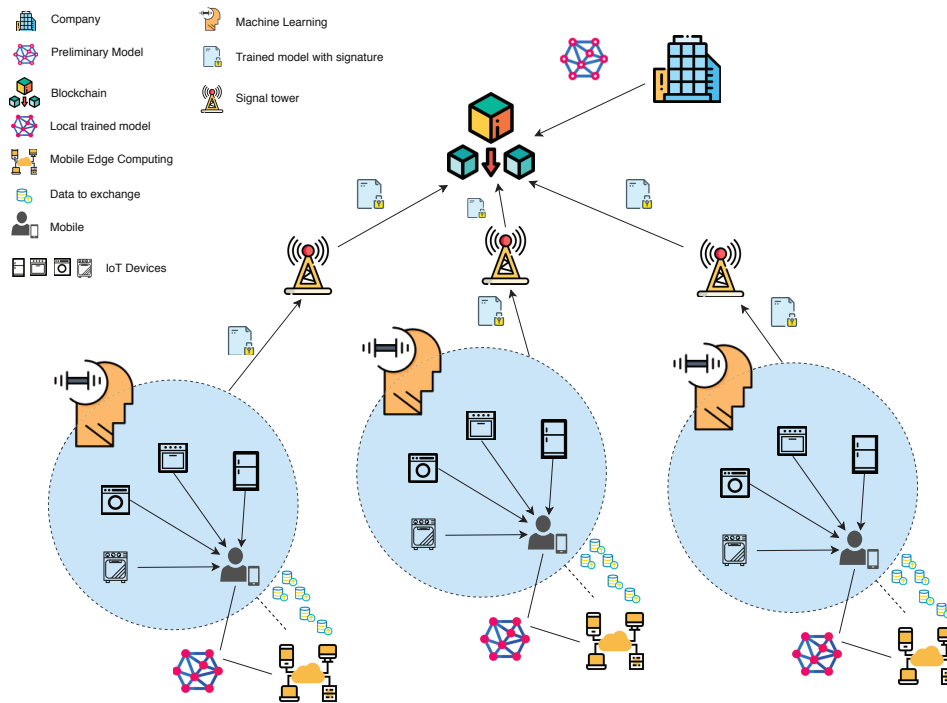 Company
Preliminary Model
Blockchain
Local trained model
Mobile Edge Computing
Data to exchange
Mobile
IoT Devices
Machine Learning
Trained model with signature
Signal tower